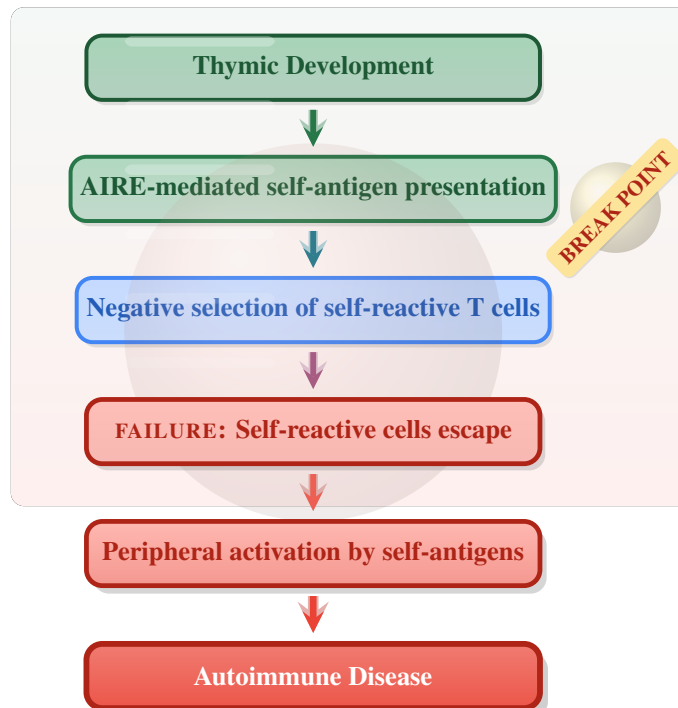 Thymic Development
AIRE-mediated self-antigen presentation
BREAK POINT
Negative selection of self-reactive T cells
FAILURE: Self-reactive cells escape
Peripheral activation by self-antigens
Autoimmune Disease